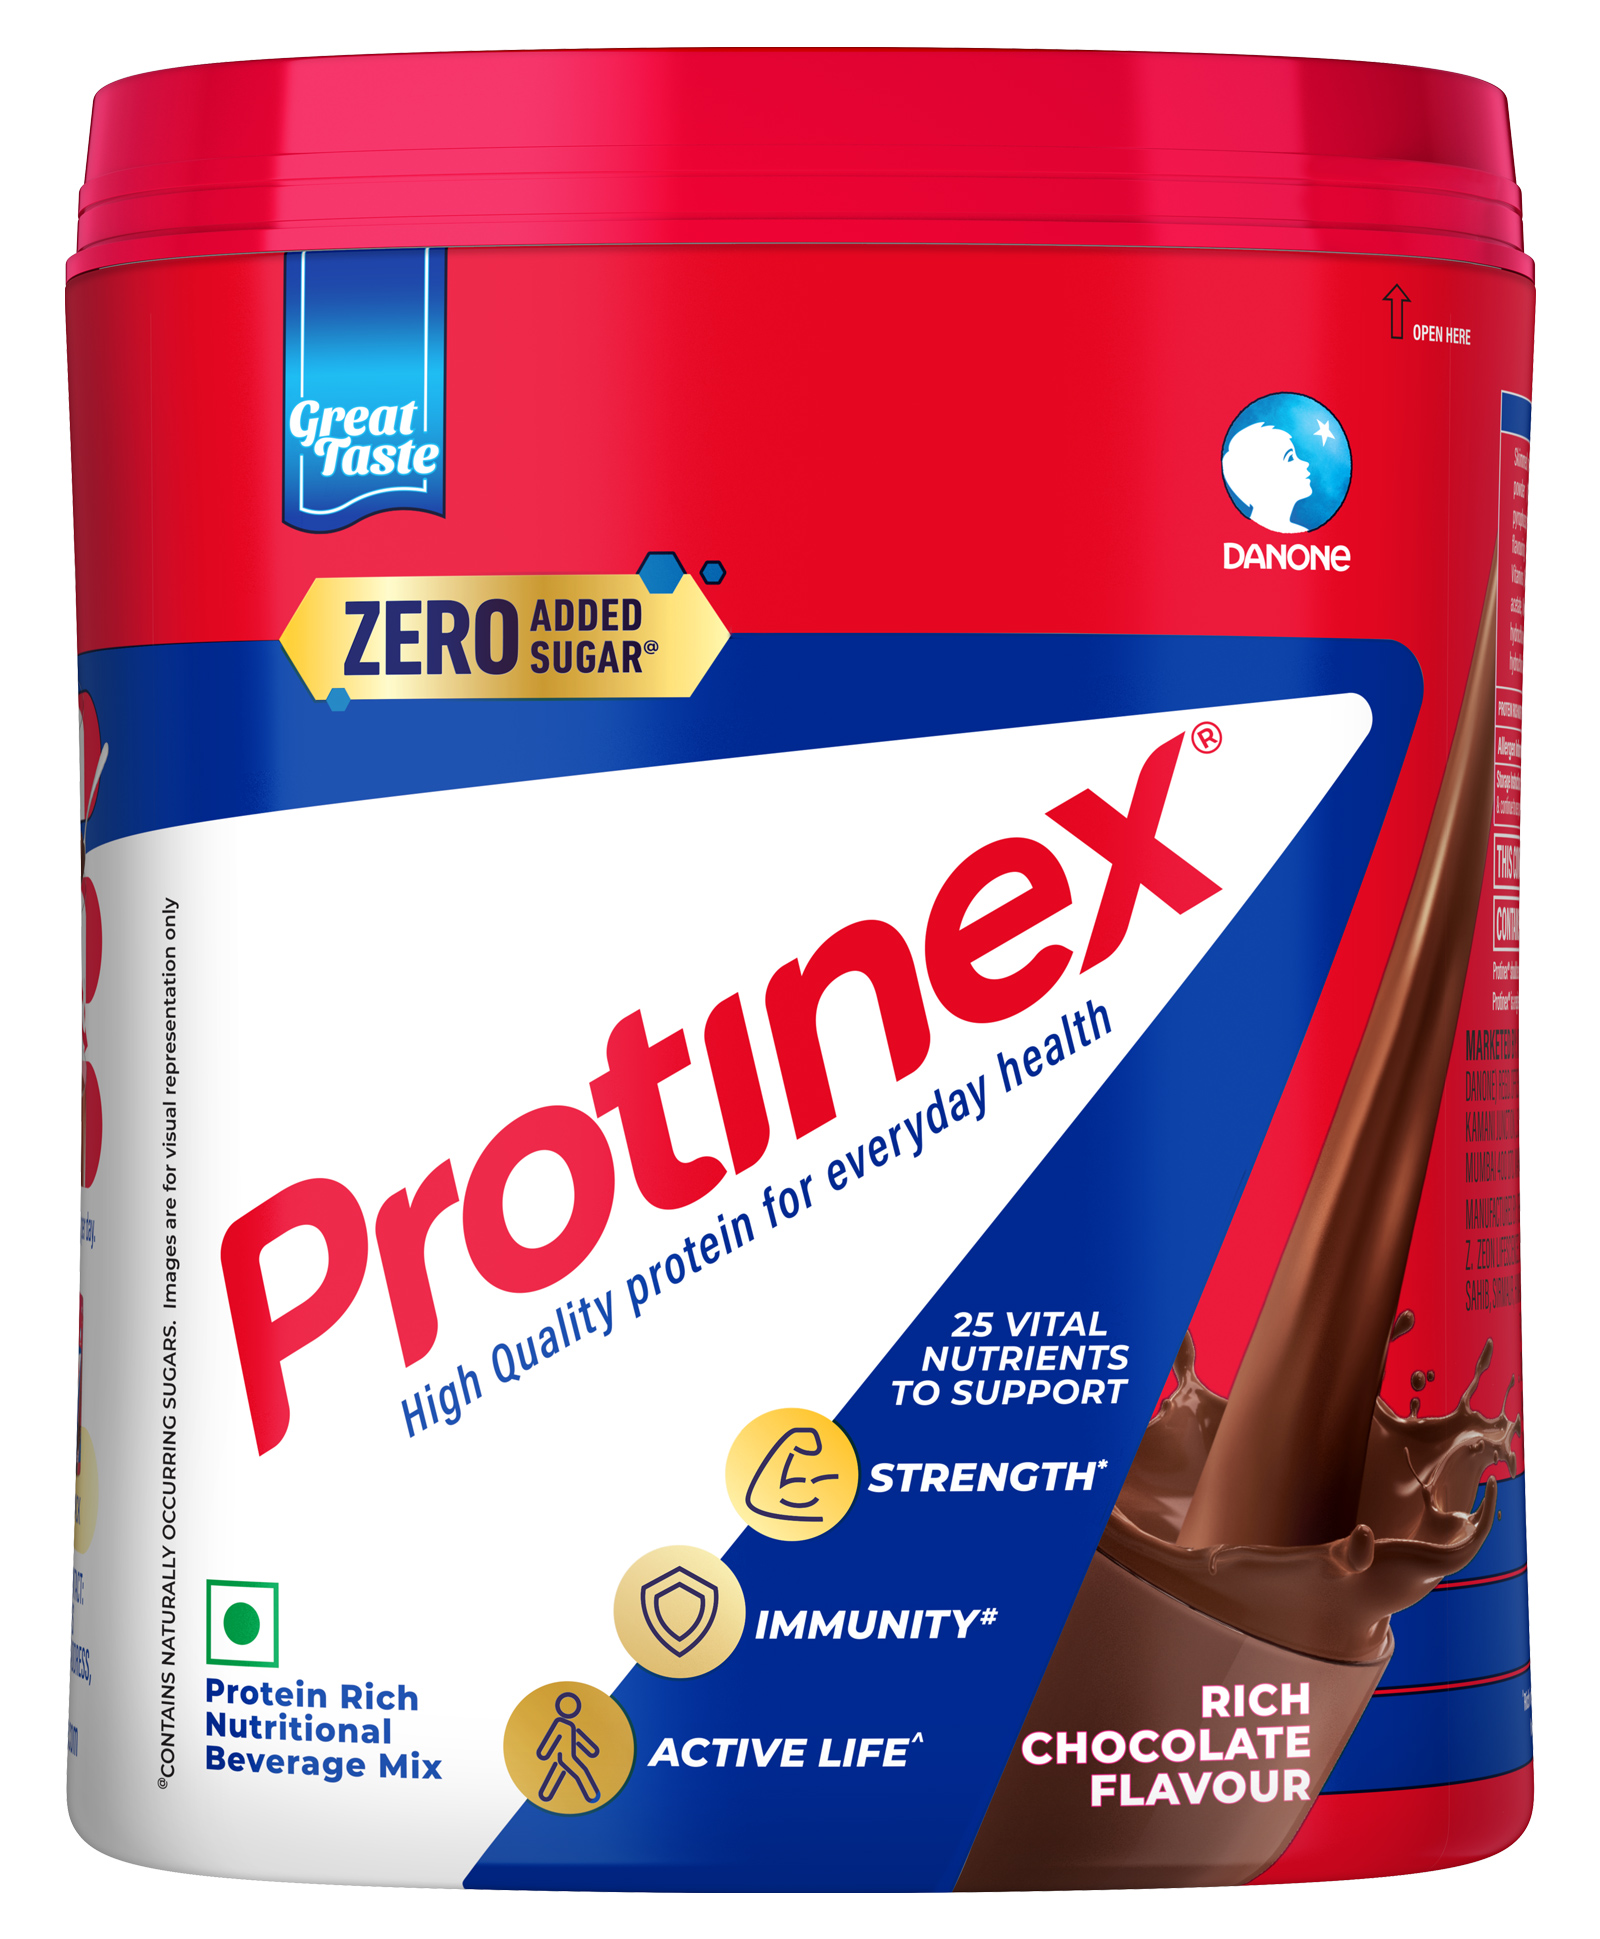 OPEN HERE
Great
Taste
DANONE
ZERO ADDED
SUGAR@
Protinex®
High Quality protein for everyday health
25 VITAL
NUTRIENTS
TO SUPPORT
STRENGTH*
IMMUNITY#
ACTIVE LIFE^
Protein Rich
Nutritional
Beverage Mix
RICH
CHOCOLATE
FLAVOUR
@CONTAINS NATURALLY OCCURRING SUGARS. Images are for visual representation only
MARKETED
MUMBAI